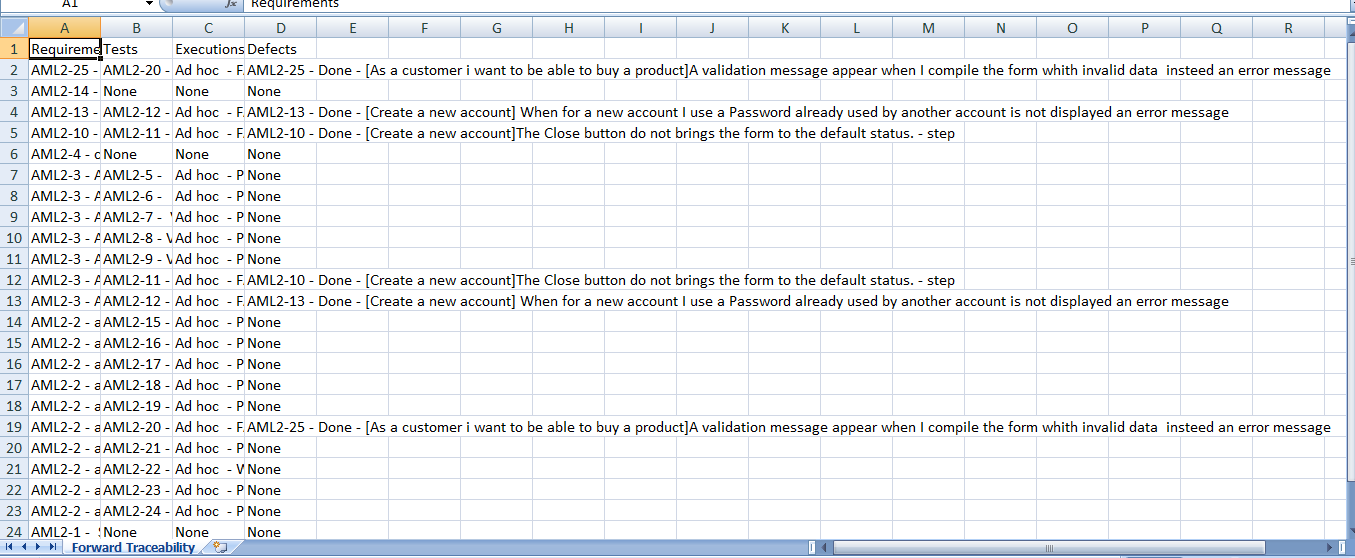 A1 fx Requirements
A B C D E F G H I J K L M N O P Q R
1 Requireme Tests Executions Defects
2 AML2-25 - AML2-20 - Ad hoc - F AML2-25 - Done - [As a customer i want to be able to buy a product]A validation message appear when I compile the form whith invalid data insteed an error message
3 AML2-14 - None None None
4 AML2-13 - AML2-12 - Ad hoc - F AML2-13 - Done - [Create a new account] When for a new account I use a Password already used by another account is not displayed an error message
5 AML2-10 - AML2-11 - Ad hoc - F AML2-10 - Done - [Create a new account]The Close button do not brings the form to the default status. - step
6 AML2-4 - c None None None
7 AML2-3 - A AML2-5 - Ad hoc - P None
8 AML2-3 - A AML2-6 - Ad hoc - P None
9 AML2-3 - A AML2-7 - Ad hoc - P None
10 AML2-3 - A AML2-8 - V Ad hoc - P None
11 AML2-3 - A AML2-9 - V Ad hoc - P None
12 AML2-3 - A AML2-11 - Ad hoc - F AML2-10 - Done - [Create a new account]The Close button do not brings the form to the default status. - step
13 AML2-3 - A AML2-12 - Ad hoc - F AML2-13 - Done - [Create a new account] When for a new account I use a Password already used by another account is not displayed an error message
14 AML2-2 - a AML2-15 - Ad hoc - P None
15 AML2-2 - a AML2-16 - Ad hoc - P None
16 AML2-2 - a AML2-17 - Ad hoc - P None
17 AML2-2 - a AML2-18 - Ad hoc - P None
18 AML2-2 - a AML2-19 - Ad hoc - P None
19 AML2-2 - a AML2-20 - Ad hoc - F AML2-25 - Done - [As a customer i want to be able to buy a product]A validation message appear when I compile the form whith invalid data insteed an error message
20 AML2-2 - a AML2-21 - Ad hoc - P None
21 AML2-2 - a AML2-22 - Ad hoc - W None
22 AML2-2 - a AML2-23 - Ad hoc - P None
23 AML2-2 - a AML2-24 - Ad hoc - P None
24 AML2-1 - None None None
Forward Traceability